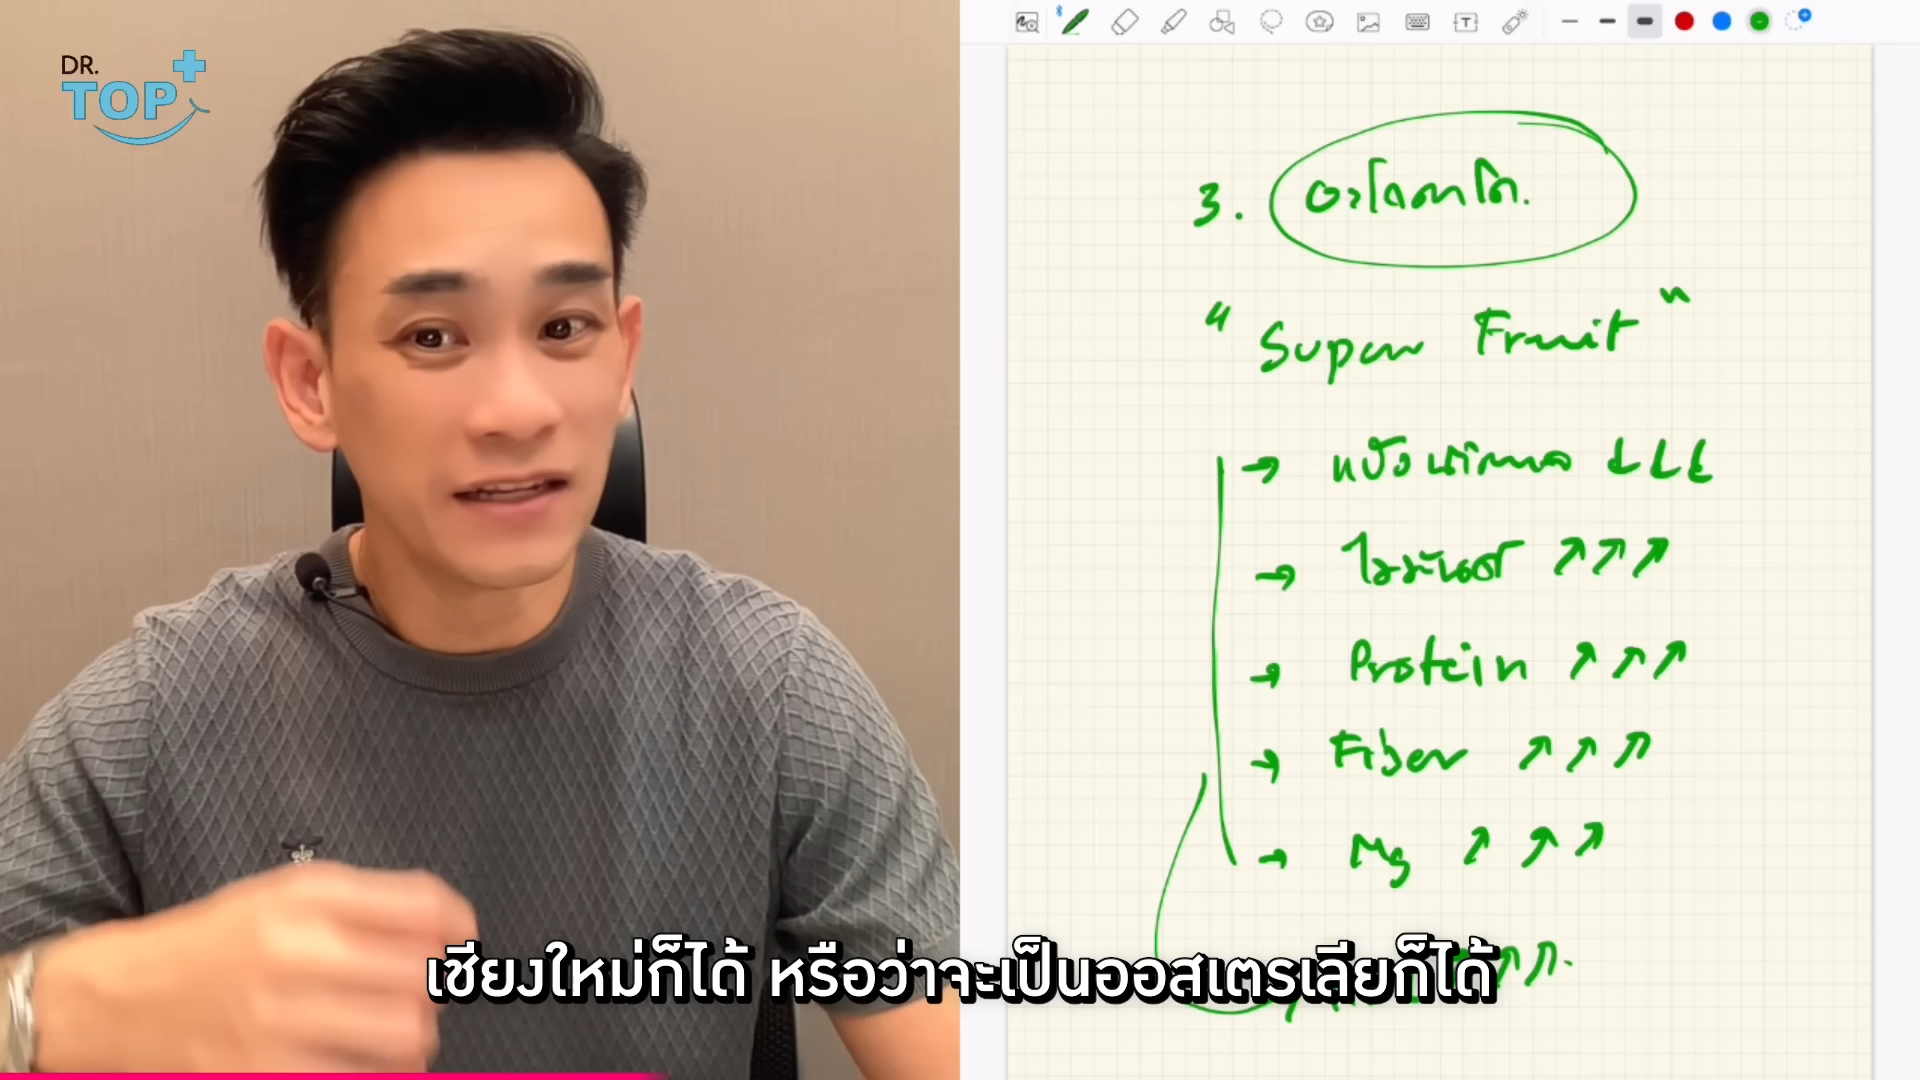 DR.
TOP
3. อะโวคาโด.
"Super Fruit"
→ แป้งน้ำตาล ↓↓↓
→ ไขมันดี ↗↗↗
→ Protein ↗↗↗
→ Fiber ↗↗↗
→ Mg ↗↗↗
เชียงใหม่ก็ได้ หรือว่าจะเป็นออสเตรเลียก็ได้